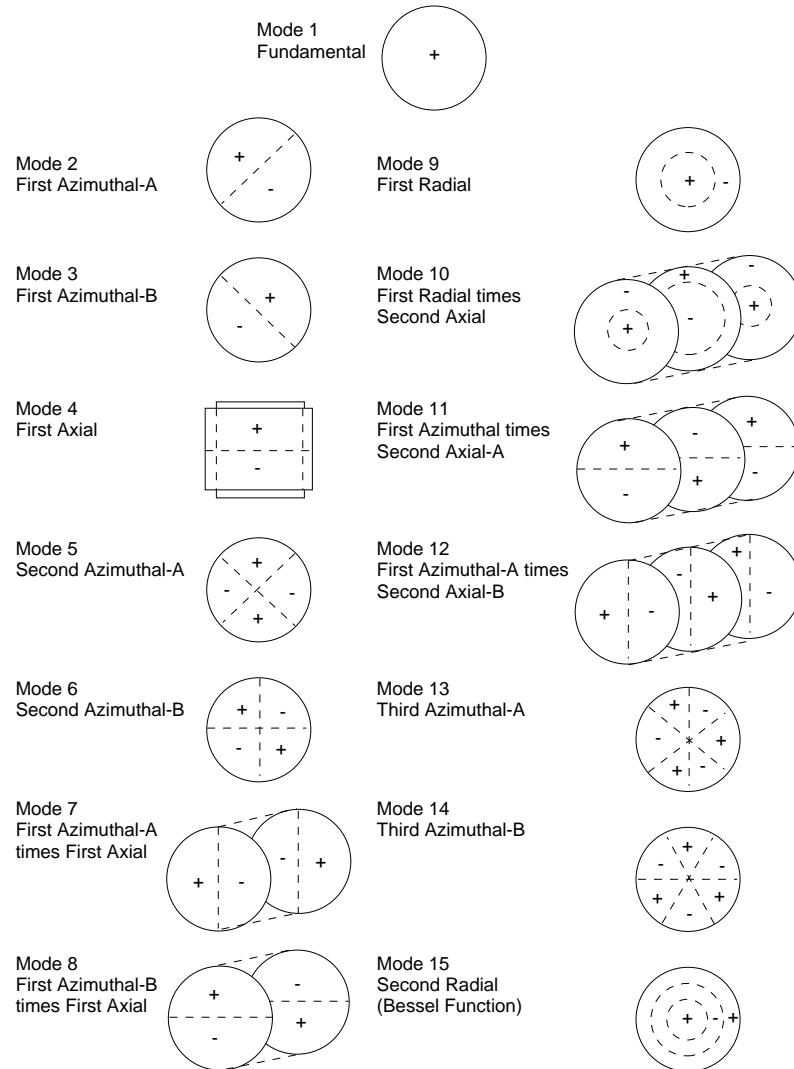 Mode 1
Fundamental
+
Mode 2
First Azimuthal-A
+
-
Mode 3
First Azimuthal-B
+
-
Mode 4
First Axial
+
-
Mode 5
Second Azimuthal-A
+
- -
+
Mode 6
Second Azimuthal-B
+ -
- +
Mode 7
First Azimuthal-A
times First Axial
+ - - +
Mode 8
First Azimuthal-B
times First Axial
+ -
- +
Mode 9
First Radial
+ -
Mode 10
First Radial times
Second Axial
- + -
+ - +
Mode 11
First Azimuthal times
Second Axial-A
+ - +
- + -
Mode 12
First Azimuthal-A times
Second Axial-B
+ - - + + -
Mode 13
Third Azimuthal-A
+ -
- +
+ -
Mode 14
Third Azimuthal-B
+
- -
+ +
-
Mode 15
Second Radial
(Bessel Function)
+ - +